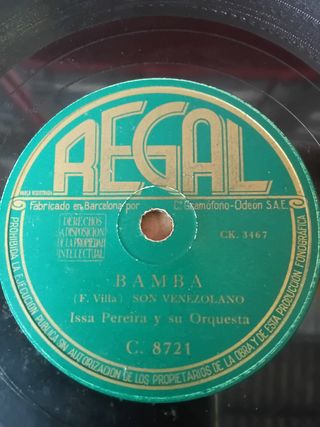 REGAL
MARCA REGISTRADA
Fabricado en Barcelona por Cª Gramófono-Odeón S.A.E.
DERECHOS
A DISPOSICION
DE LA PROPIEDAD
INTELECTUAL
CK. 3467
BAMBA
(F. Villa) SON VENEZOLANO
Issa Pereira y su Orquesta
C. 8721
PROHIBIDA LA EJECUCION PUBLICA SIN AUTORIZACION DE LOS PROPIETARIOS DE LA OBRA Y DE ESTA PRODUCCION FONOGRAFICA